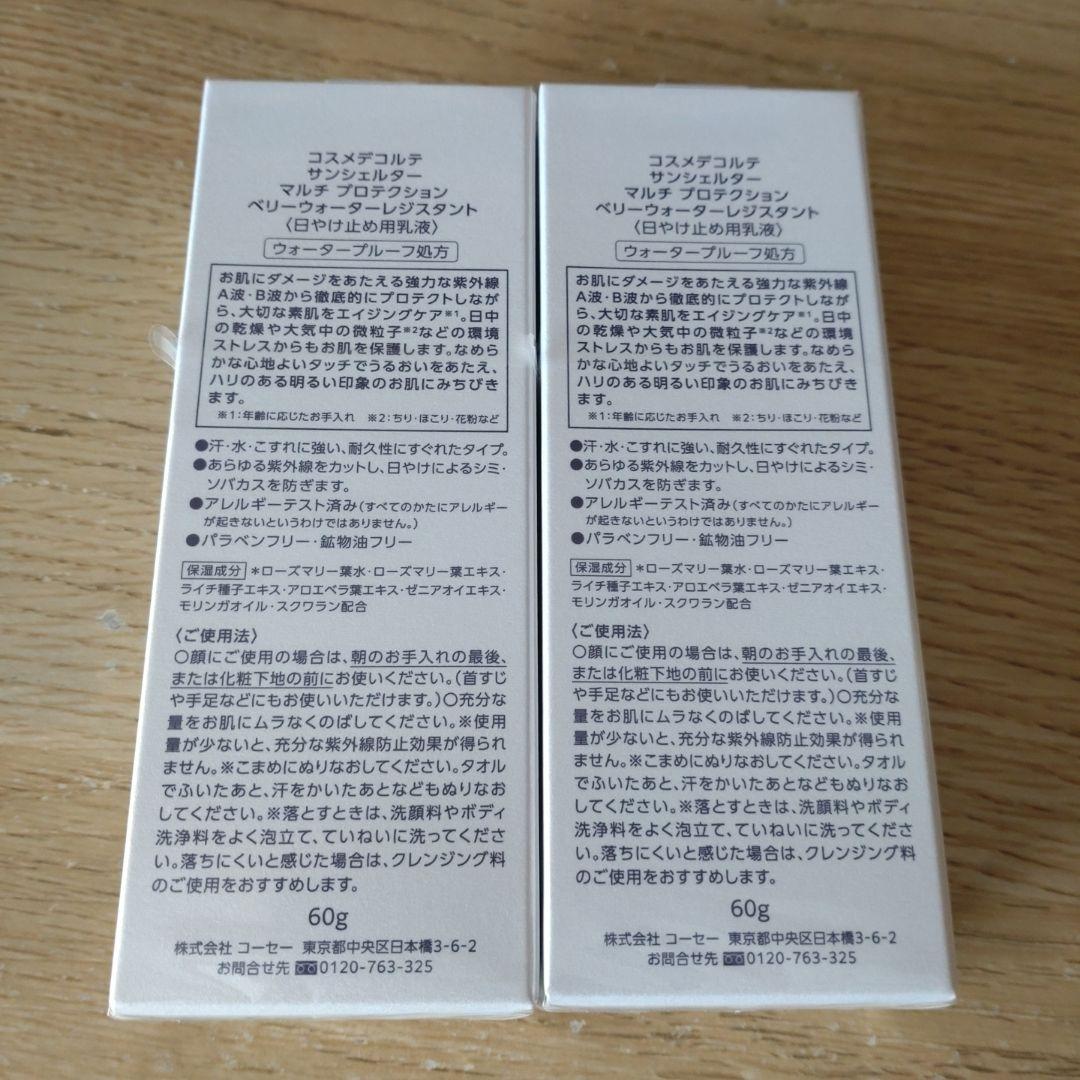 コスメデコルテ
サンシェルター
マルチ プロテクション
ベリーウォーターレジスタント
〈日やけ止め用乳液〉
ウォータープルーフ処方
お肌にダメージをあたえる強力な紫外線
A波・B波から徹底的にプロテクトしなが
ら、大切な素肌をエイジングケア※1。日中
の乾燥や大気中の微粒子※2などの環境
ストレスからもお肌を保護します。なめら
かな心地よいタッチでうるおいをあたえ、
ハリのある明るい印象のお肌にみちびき
ます。
※1:年齢に応じたお手入れ ※2:ちり・ほこり・花粉など
●汗・水・こすれに強い、耐久性にすぐれたタイプ。
●あらゆる紫外線をカットし、日やけによるシミ・
ソバカスを防ぎます。
●アレルギーテスト済み(すべてのかたにアレルギー
が起きないというわけではありません。)
●パラベンフリー・鉱物油フリー
保湿成分 *ローズマリー葉水・ローズマリー葉エキス・
ライチ種子エキス・アロエベラ葉エキス・ゼニアオイエキス・
モリンガオイル・スクワラン配合
〈ご使用法〉
○顔にご使用の場合は、朝のお手入れの最後、
または化粧下地の前にお使いください。(首すじ
や手足などにもお使いいただけます。)○充分な
量をお肌にムラなくのばしてください。※使用
量が少ないと、充分な紫外線防止効果が得られ
ません。※こまめにぬりなおしてください。タオル
でふいたあと、汗をかいたあとなどもぬりなお
してください。※落とすときは、洗顔料やボディ
洗浄料をよく泡立て、ていねいに洗ってくださ
い。落ちにくいと感じた場合は、クレンジング料
のご使用をおすすめします。
60g
株式会社 コーセー 東京都中央区日本橋3-6-2
お問合せ先 0120-763-325
コスメデコルテ
サンシェルター
マルチ プロテクション
ベリーウォーターレジスタント
〈日やけ止め用乳液〉
ウォータープルーフ処方
お肌にダメージをあたえる強力な紫外線
A波・B波から徹底的にプロテクトしなが
ら、大切な素肌をエイジングケア※1。日中
の乾燥や大気中の微粒子※2などの環境
ストレスからもお肌を保護します。なめら
かな心地よいタッチでうるおいをあたえ、
ハリのある明るい印象のお肌にみちびき
ます。
※1:年齢に応じたお手入れ ※2:ちり・ほこり・花粉など
●汗・水・こすれに強い、耐久性にすぐれたタイプ。
●あらゆる紫外線をカットし、日やけによるシミ・
ソバカスを防ぎます。
●アレルギーテスト済み(すべてのかたにアレルギー
が起きないというわけではありません。)
●パラベンフリー・鉱物油フリー
保湿成分 *ローズマリー葉水・ローズマリー葉エキス・
ライチ種子エキス・アロエベラ葉エキス・ゼニアオイエキス・
モリンガオイル・スクワラン配合
〈ご使用法〉
○顔にご使用の場合は、朝のお手入れの最後、
または化粧下地の前にお使いください。(首すじ
や手足などにもお使いいただけます。)○充分な
量をお肌にムラなくのばしてください。※使用
量が少ないと、充分な紫外線防止効果が得られ
ません。※こまめにぬりなおしてください。タオル
でふいたあと、汗をかいたあとなどもぬりなお
してください。※落とすときは、洗顔料やボディ
洗浄料をよく泡立て、ていねいに洗ってくださ
い。落ちにくいと感じた場合は、クレンジング料
のご使用をおすすめします。
60g
株式会社 コーセー 東京都中央区日本橋3-6-2
お問合せ先 0120-763-325